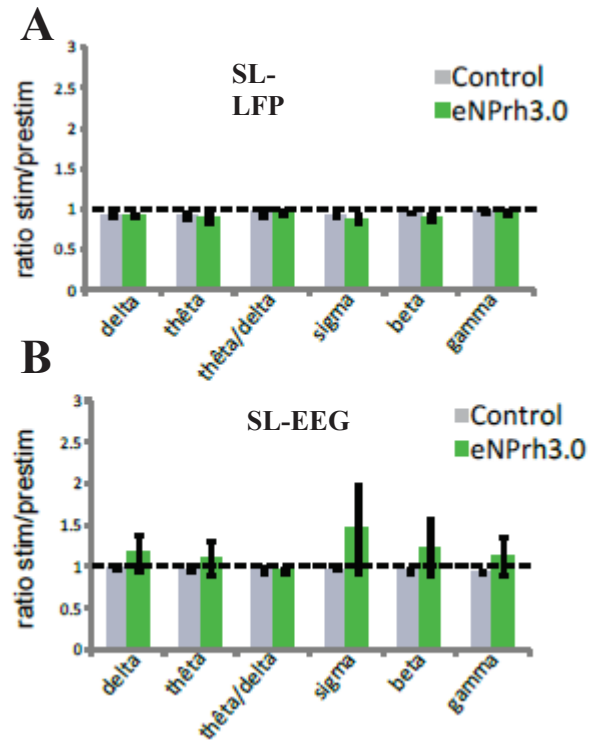 A
SL-
LFP
Control
eNPrh3.0
ratio stim/prestim
3
2.5
2
1.5
1
0.5
0
delta
thêta
thêta/delta
sigma
beta
gamma
B
SL-EEG
Control
eNPrh3.0
ratio stim/prestim
3
2.5
2
1.5
1
0.5
0
delta
thêta
thêta/delta
sigma
beta
gamma